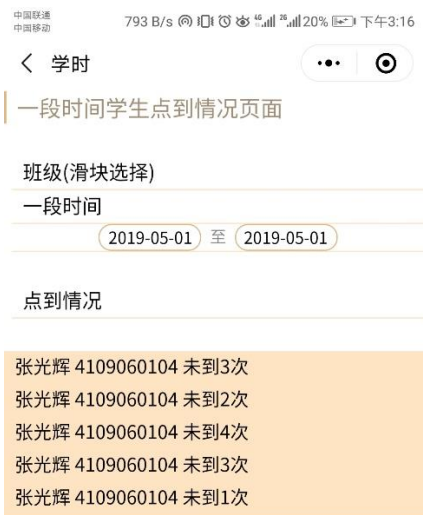 中国联通
中国移动
793 B/s 46 26 20% 下午3:16
学时
一段时间学生点到情况页面
班级(滑块选择)
一段时间
2019-05-01 至 2019-05-01
点到情况
张光辉 4109060104 未到3次
张光辉 4109060104 未到2次
张光辉 4109060104 未到4次
张光辉 4109060104 未到3次
张光辉 4109060104 未到1次